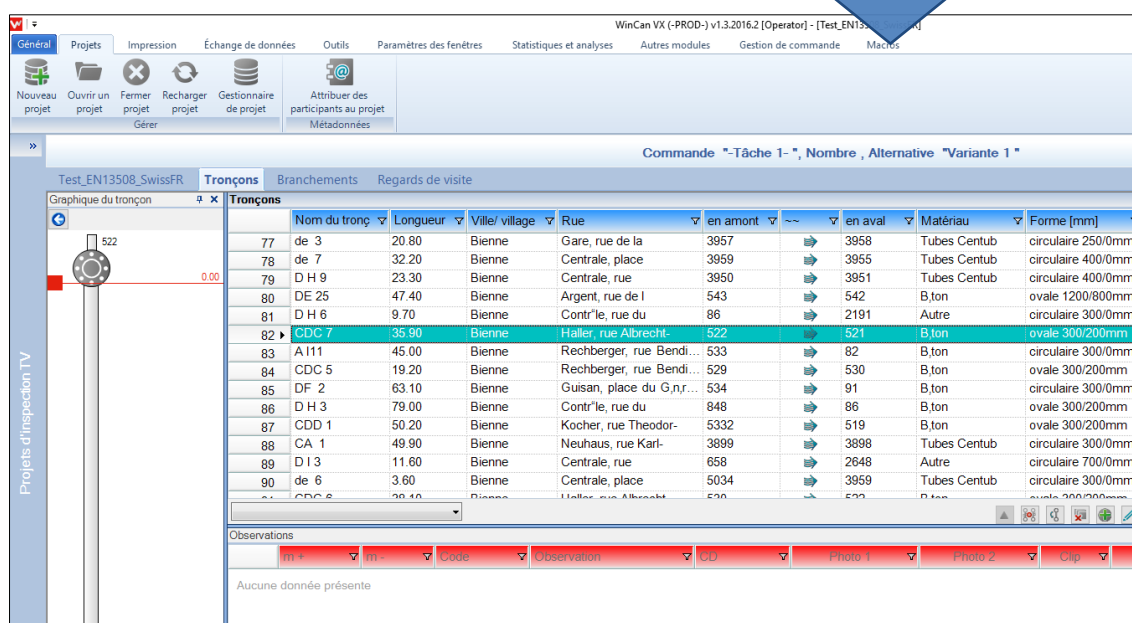 WinCan VX (-PROD-) v1.3.2016.2 [Operator] - [Test_EN13508_SwissFR]
Général Projets Impression Échange de données Outils Paramètres des fenêtres Statistiques et analyses Autres modules Gestion de commande Macros
Nouveau projet Ouvrir un projet Fermer projet Recharger projet Gestionnaire de projet Attribuer des participants au projet
Gérer Métadonnées
»
Commande "-Tâche 1- ", Nombre , Alternative "Variante 1 "
Test_EN13508_SwissFR Tronçons Branchements Regards de visite
Graphique du tronçon Tronçons
Nom du tronç Longueur Ville/ village Rue en amont ~~ en aval Matériau Forme [mm]
522
0.00
77 de 3 20.80 Bienne Gare, rue de la 3957 3958 Tubes Centub circulaire 250/0mm
78 de 7 32.20 Bienne Centrale, place 3959 3955 Tubes Centub circulaire 400/0mm
79 D H 9 23.30 Bienne Centrale, rue 3950 3951 Tubes Centub circulaire 400/0mm
80 DE 25 47.40 Bienne Argent, rue de l 543 542 B,ton ovale 1200/800mm
81 D H 6 9.70 Bienne Contr"le, rue du 86 2191 Autre circulaire 300/0mm
82 CDC 7 35.90 Bienne Haller, rue Albrecht- 522 521 B,ton ovale 300/200mm
83 A I11 45.00 Bienne Rechberger, rue Bendi... 533 82 B,ton circulaire 300/0mm
84 CDC 5 19.20 Bienne Rechberger, rue Bendi... 529 530 B,ton ovale 300/200mm
85 DF 2 63.10 Bienne Guisan, place du G,n,r... 534 91 B,ton circulaire 300/0mm
86 D H 3 79.00 Bienne Contr"le, rue du 848 86 B,ton ovale 300/200mm
87 CDD 1 50.20 Bienne Kocher, rue Theodor- 5332 519 B,ton ovale 300/200mm
88 CA 1 49.90 Bienne Neuhaus, rue Karl- 3899 3898 Tubes Centub circulaire 300/0mm
89 D I 3 11.60 Bienne Centrale, rue 658 2648 Autre circulaire 700/0mm
90 de 6 3.60 Bienne Centrale, place 5034 3959 Tubes Centub circulaire 300/0mm
Projets d'inspection TV
Observations
m + m - Code Observation CD Photo 1 Photo 2 Clip
Aucune donnée présente